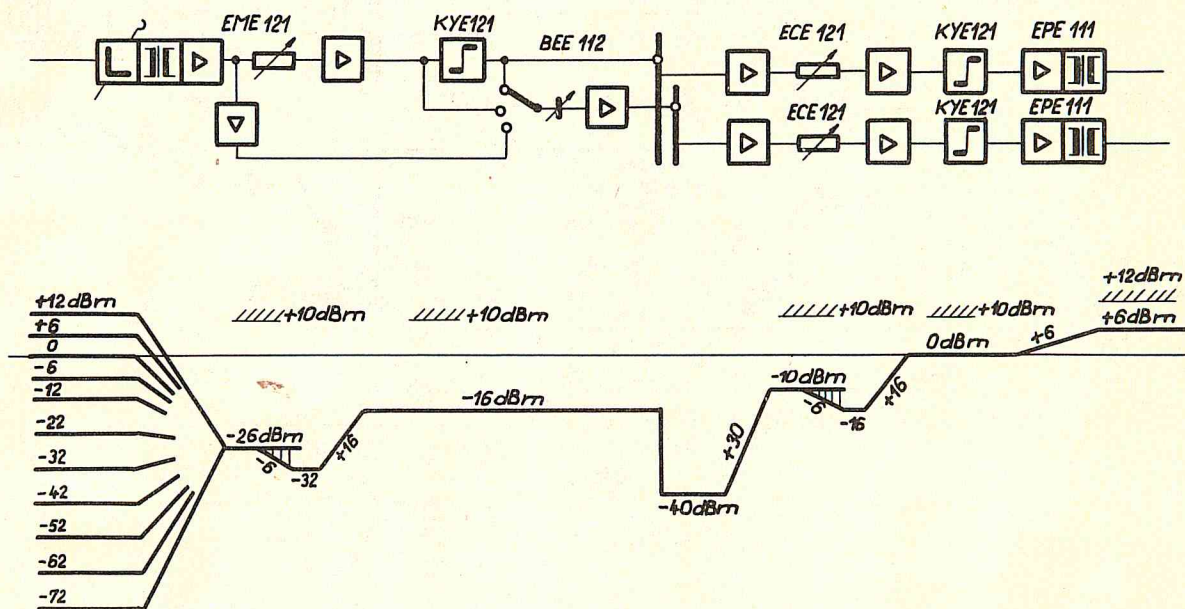 EME 121
KYE121
BEE 112
ECE 121
KYE121
EPE 111
ECE 121
KYE121
EPE 111
+12dBm
+6
0
-6
-12
-22
-32
-42
-52
-62
-72
+10dBm
+10dBm
-26dBm
-6
-32
+16
-16dBm
-40dBm
+30
-10dBm
-6
-16
+16
+10dBm
+10dBm
0dBm
+6
+12dBm
+6dBm